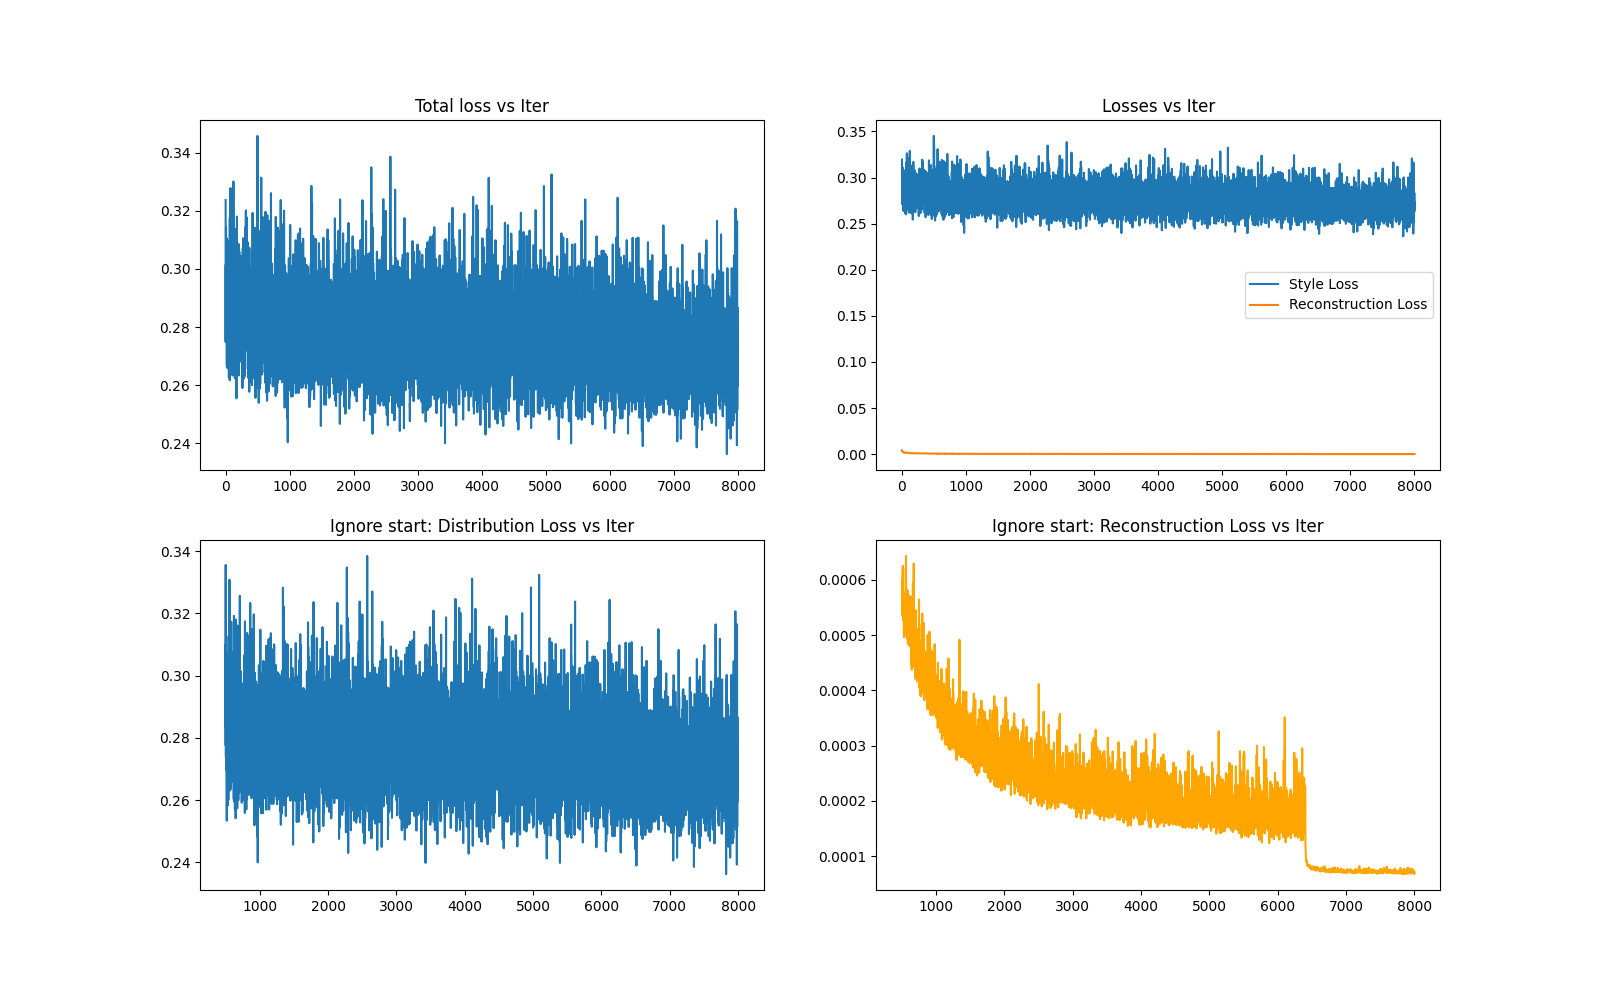 Total loss vs Iter
0.34
0.32
0.30
0.28
0.26
0.24
0 1000 2000 3000 4000 5000 6000 7000 8000
Losses vs Iter
0.35
0.30
0.25
0.20
0.15
0.10
0.05
0.00
Style Loss
Reconstruction Loss
0 1000 2000 3000 4000 5000 6000 7000 8000
Ignore start: Distribution Loss vs Iter
0.34
0.32
0.30
0.28
0.26
0.24
1000 2000 3000 4000 5000 6000 7000 8000
Ignore start: Reconstruction Loss vs Iter
0.0006
0.0005
0.0004
0.0003
0.0002
0.0001
1000 2000 3000 4000 5000 6000 7000 8000